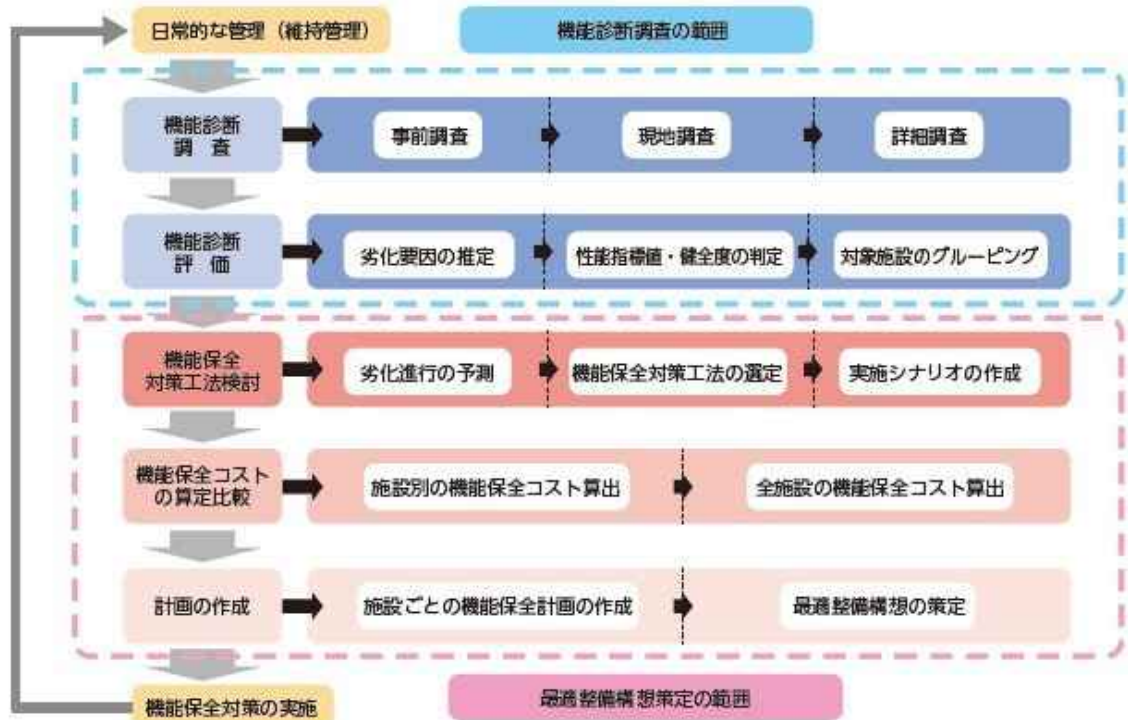 日常的な管理（維持管理）
機能診断調査の範囲
機能診断
調　査
事前調査
現地調査
詳細調査
機能診断
評　価
劣化要因の推定
性能指標値・健全度の判定
対象施設のグルーピング
機能保全
対策工法検討
劣化進行の予測
機能保全対策工法の選定
実施シナリオの作成
機能保全コスト
の算定比較
施設別の機能保全コスト算出
全施設の機能保全コスト算出
計画の作成
施設ごとの機能保全計画の作成
最適整備構想の策定
機能保全対策の実施
最適整備構想策定の範囲